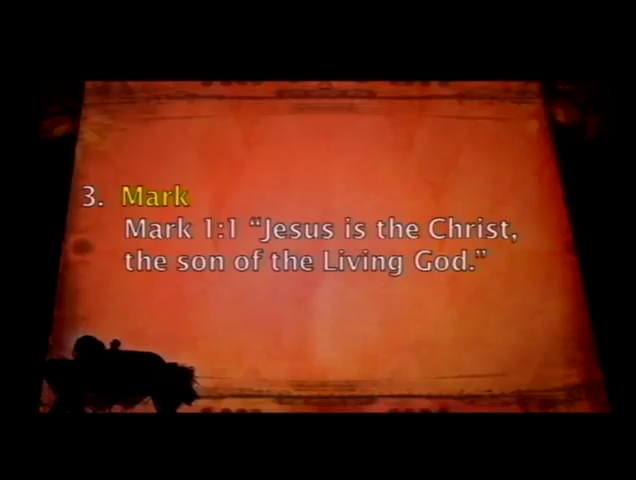 3. Mark
Mark 1:1 “Jesus is the Christ,
the son of the Living God.”